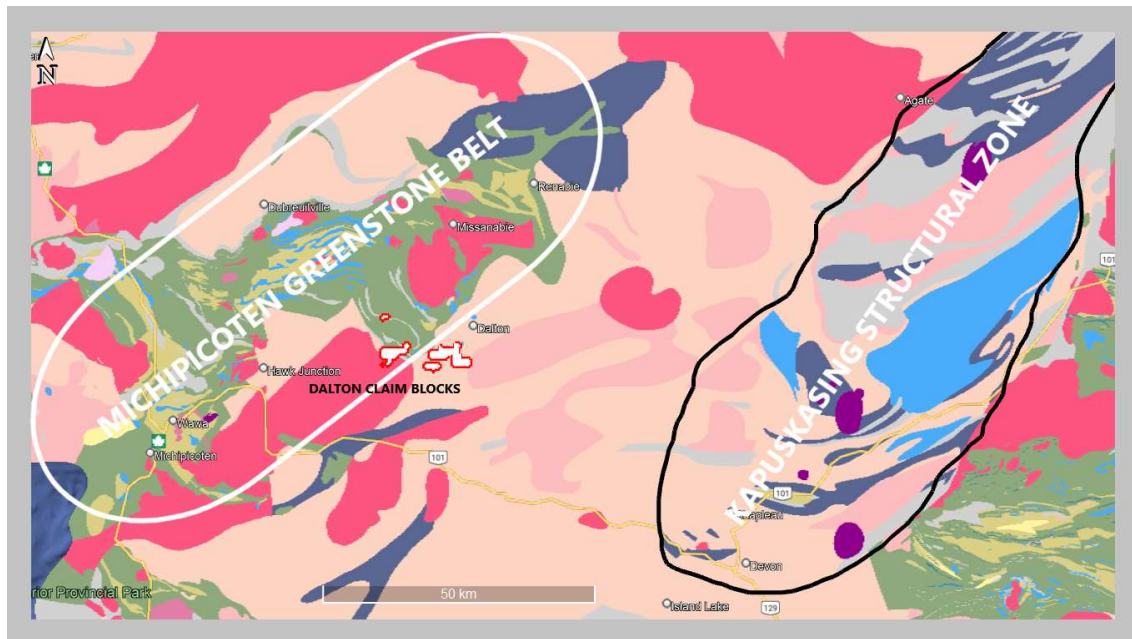 N
Agate
KAPUSKASING STRUCTURAL ZONE
MICHIPICOTEN GREENSTONE BELT
Renabie
Dubreuilville
Missanabie
101
Dalton
Hawk Junction
DALTON CLAIM BLOCKS
Wawa
Michipicoten
101
101
Devon
rior Provincial Park
50 km
Island Lake
129